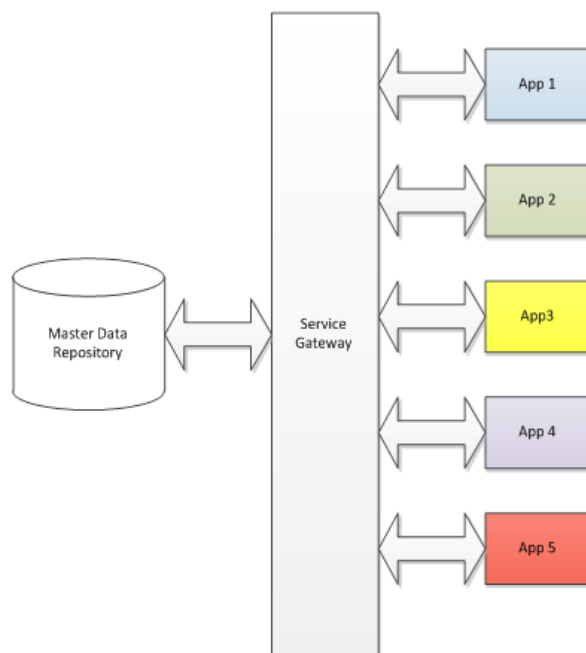 Master Data
Repository
Service
Gateway
App 1
App 2
App3
App 4
App 5